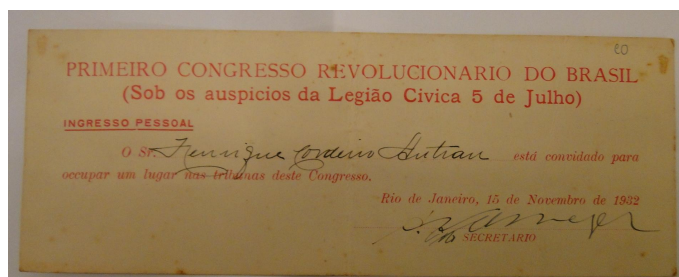 20
PRIMEIRO CONGRESSO REVOLUCIONARIO DO BRASIL
(Sob os auspicios da Legião Civica 5 de Julho)
INGRESSO PESSOAL
O Sr. Henrique Cordeiro Autran está convidado para
occupar um lugar nas tribunas deste Congresso.
Rio de Janeiro, 15 de Novembro de 1932
SECRETARIO